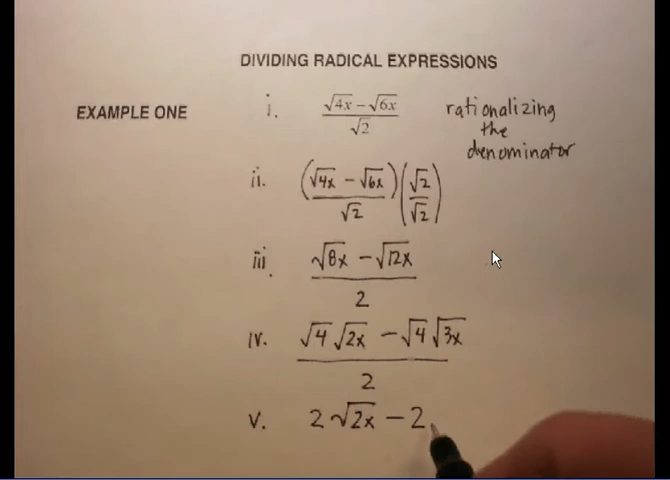 DIVIDING RADICAL EXPRESSIONS
EXAMPLE ONE
i. (√4x − √6x)/√2
rationalizing
the
denominator
ii. ((√4x − √6x)/√2)(√2/√2)
iii. (√8x − √12x)/2
iv. (√4 √2x − √4 √3x)/2
v. 2√2x − 2